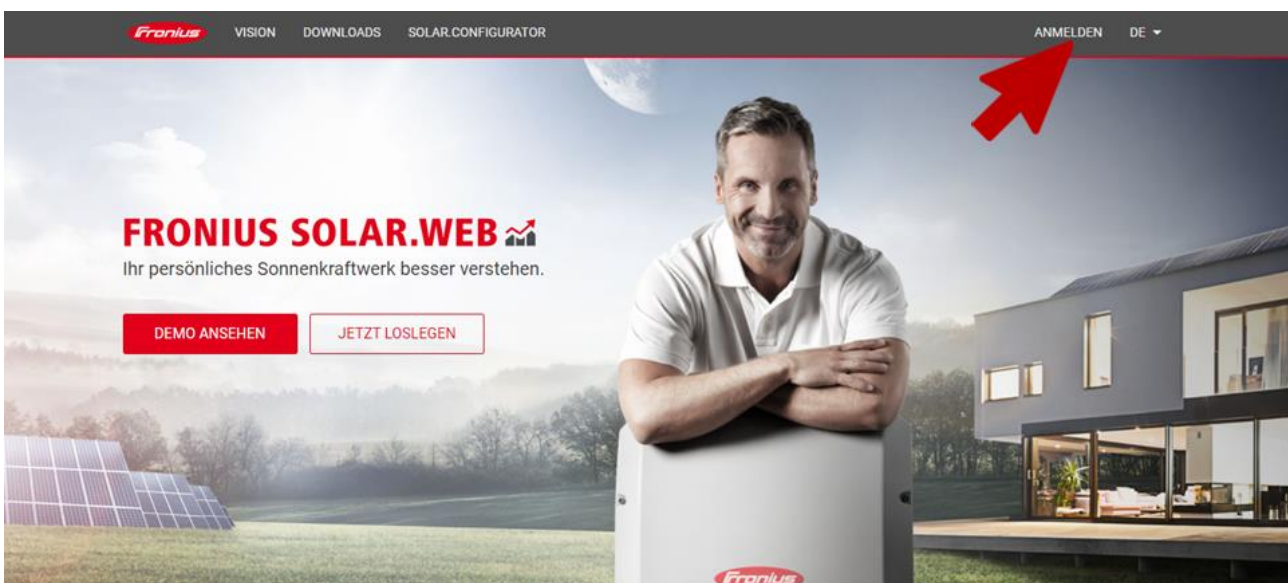 Fronius VISION DOWNLOADS SOLAR.CONFIGURATOR ANMELDEN DE
FRONIUS SOLAR.WEB
Ihr persönliches Sonnenkraftwerk besser verstehen.
DEMO ANSEHEN JETZT LOSLEGEN
Fronius